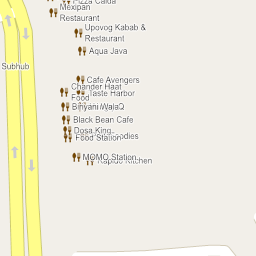 Pizza Calda
Mexipan
Restaurant
Upovog Kabab &
Restaurant
Aqua Java
Subhub
Cafe Avengers
Chander Haat
Food
Taste Harbor
Biriyani WalaQ
Black Bean Cafe
Dosa King
Food Station
MOMO Station
Rapido Kitchen